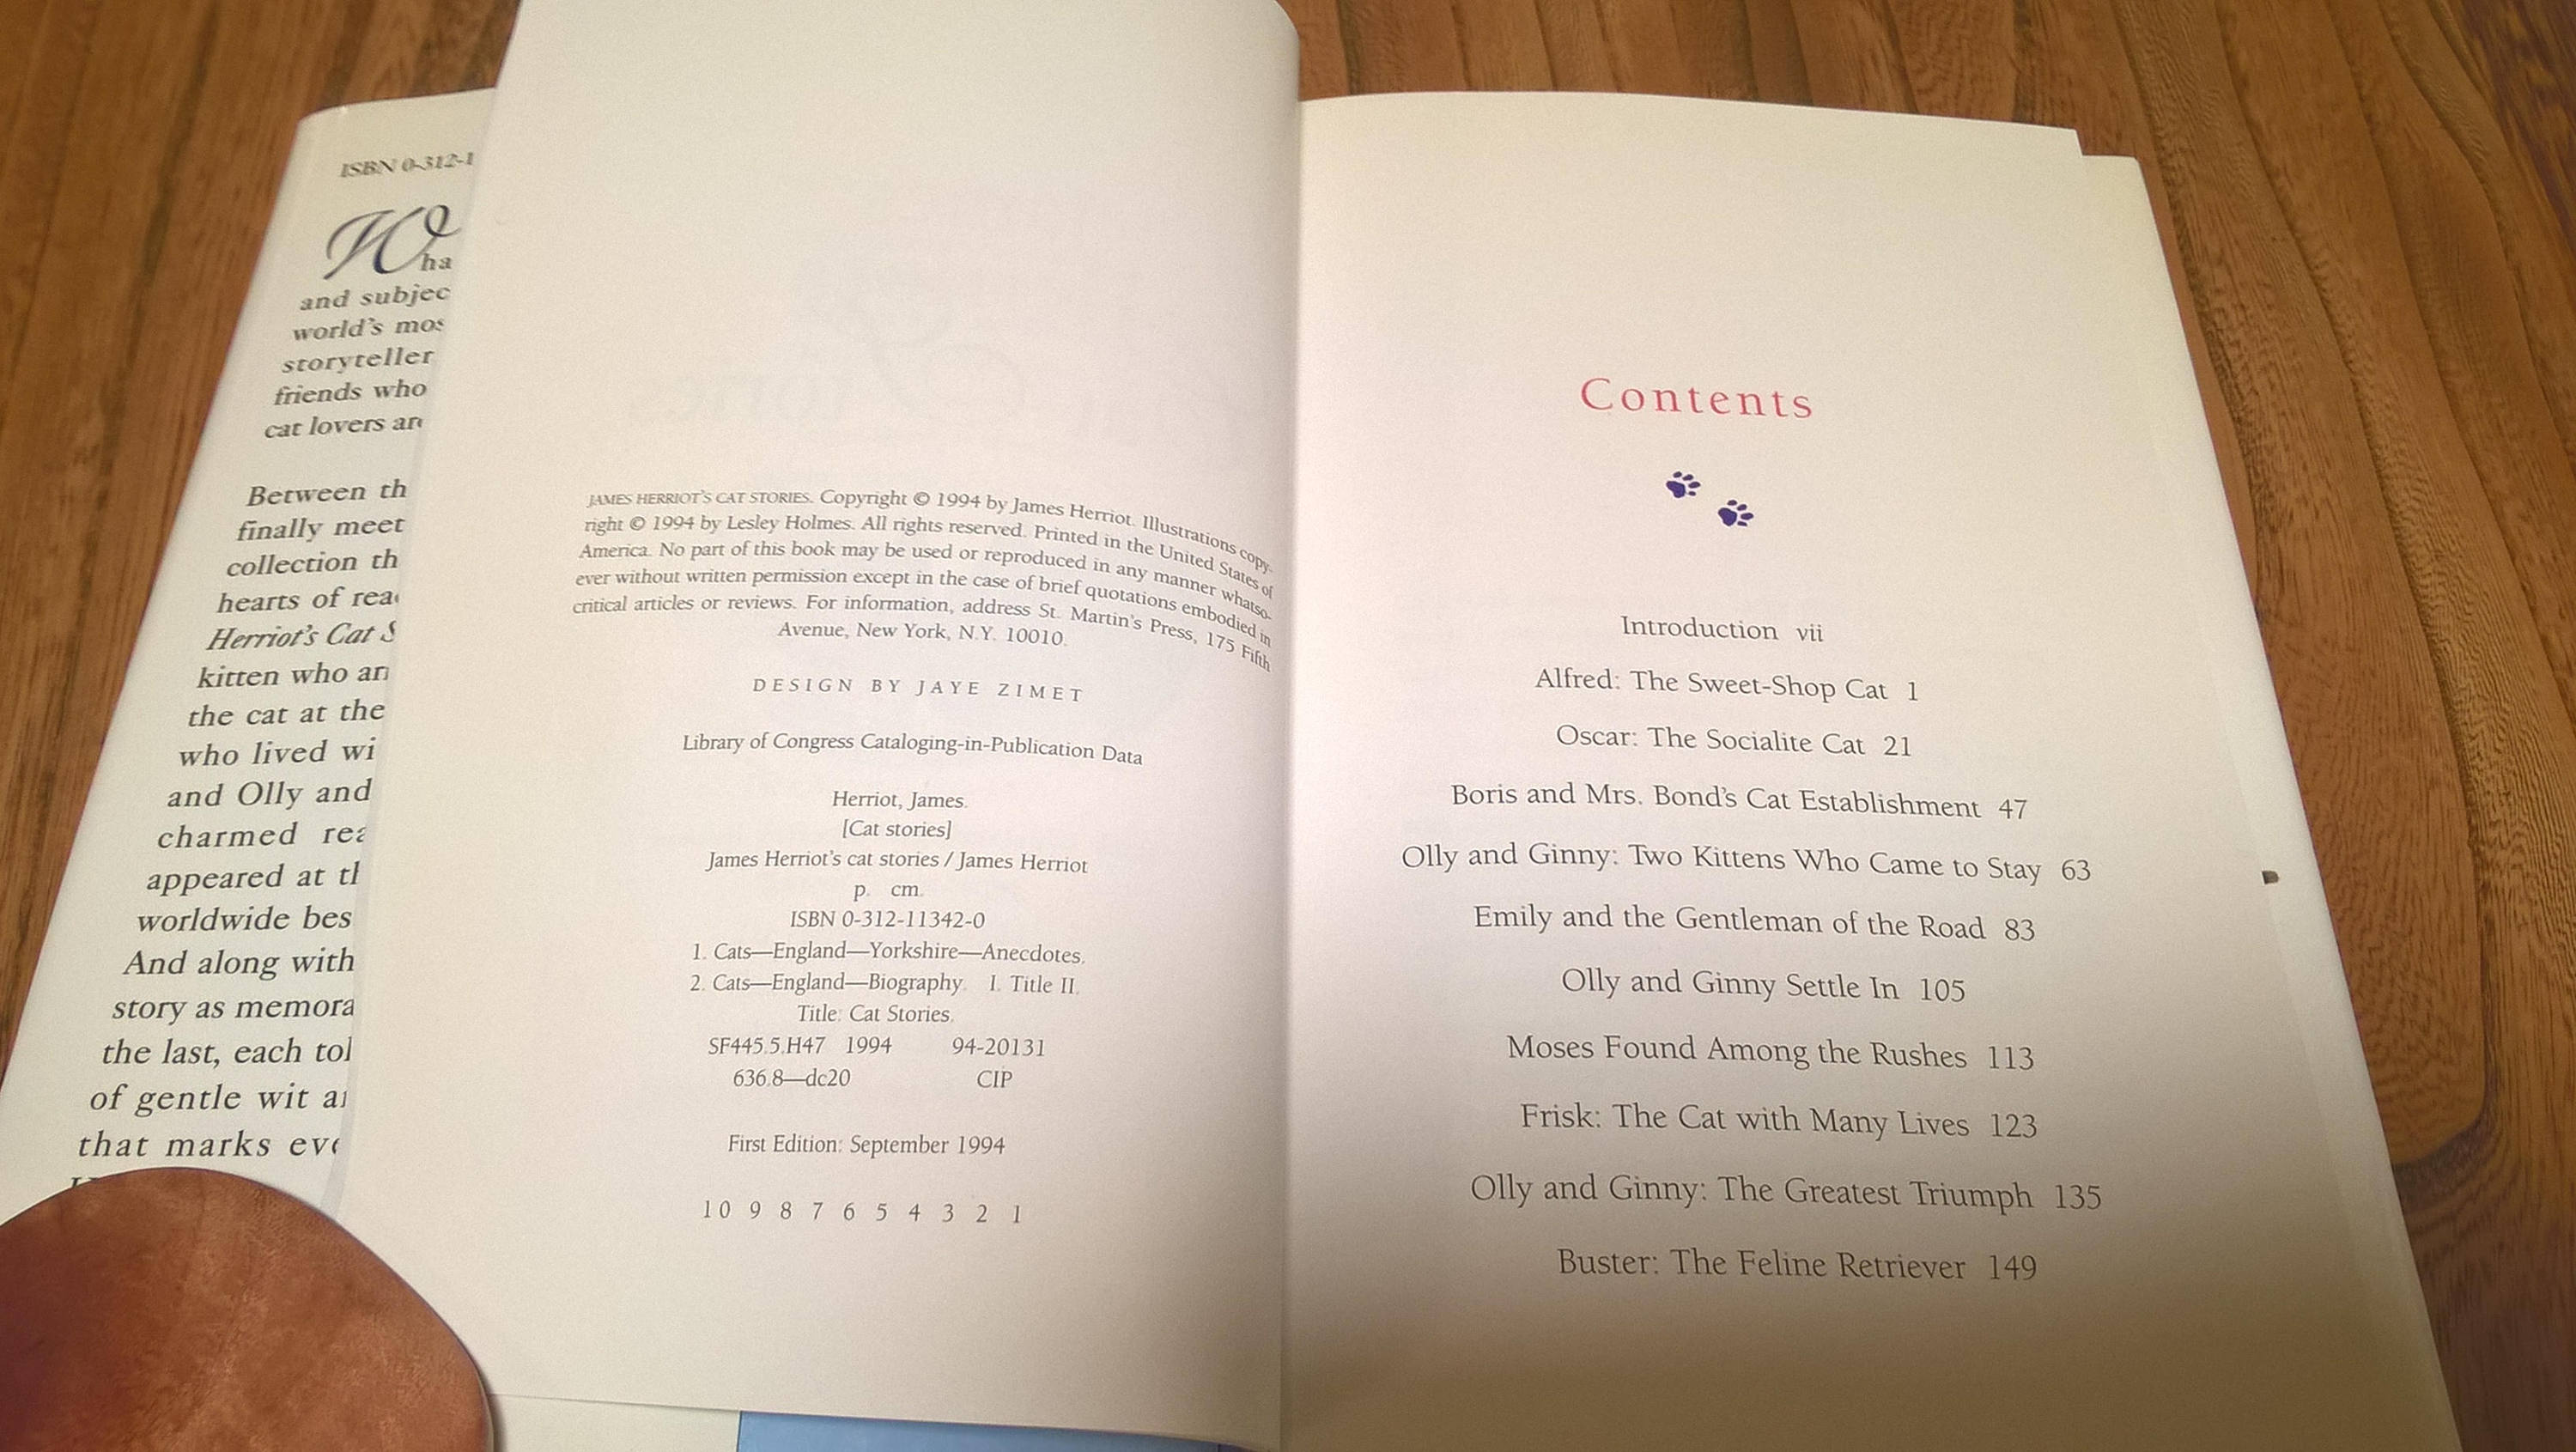 ISBN 0-312-1
Wha
and subjec
world's mos
storyteller
friends who
cat lovers an
Between th
finally meet
collection th
hearts of rea
Herriot's Cat S
kitten who an
the cat at the
who lived wi
and Olly and
charmed rea
appeared at th
worldwide bes
And along with
story as memora
the last, each tol
of gentle wit an
that marks eve
JAMES HERRIOT'S CAT STORIES. Copyright © 1994 by James Herriot. Illustrations copy-
right © 1994 by Lesley Holmes. All rights reserved. Printed in the United States of
America. No part of this book may be used or reproduced in any manner whatso-
ever without written permission except in the case of brief quotations embodied in
critical articles or reviews. For information, address St. Martin's Press, 175 Fifth
Avenue, New York, N.Y. 10010.
DESIGN BY JAYE ZIMET
Library of Congress Cataloging-in-Publication Data
Herriot, James.
[Cat stories]
James Herriot's cat stories / James Herriot
p. cm.
ISBN 0-312-11342-0
1. Cats—England—Yorkshire—Anecdotes.
2. Cats—England—Biography. I. Title II.
Title: Cat Stories.
SF445.5.H47 1994 94-20131
636.8—dc20 CIP
First Edition: September 1994
10 9 8 7 6 5 4 3 2 1
Contents
Introduction vii
Alfred: The Sweet-Shop Cat 1
Oscar: The Socialite Cat 21
Boris and Mrs. Bond's Cat Establishment 47
Olly and Ginny: Two Kittens Who Came to Stay 63
Emily and the Gentleman of the Road 83
Olly and Ginny Settle In 105
Moses Found Among the Rushes 113
Frisk: The Cat with Many Lives 123
Olly and Ginny: The Greatest Triumph 135
Buster: The Feline Retriever 149